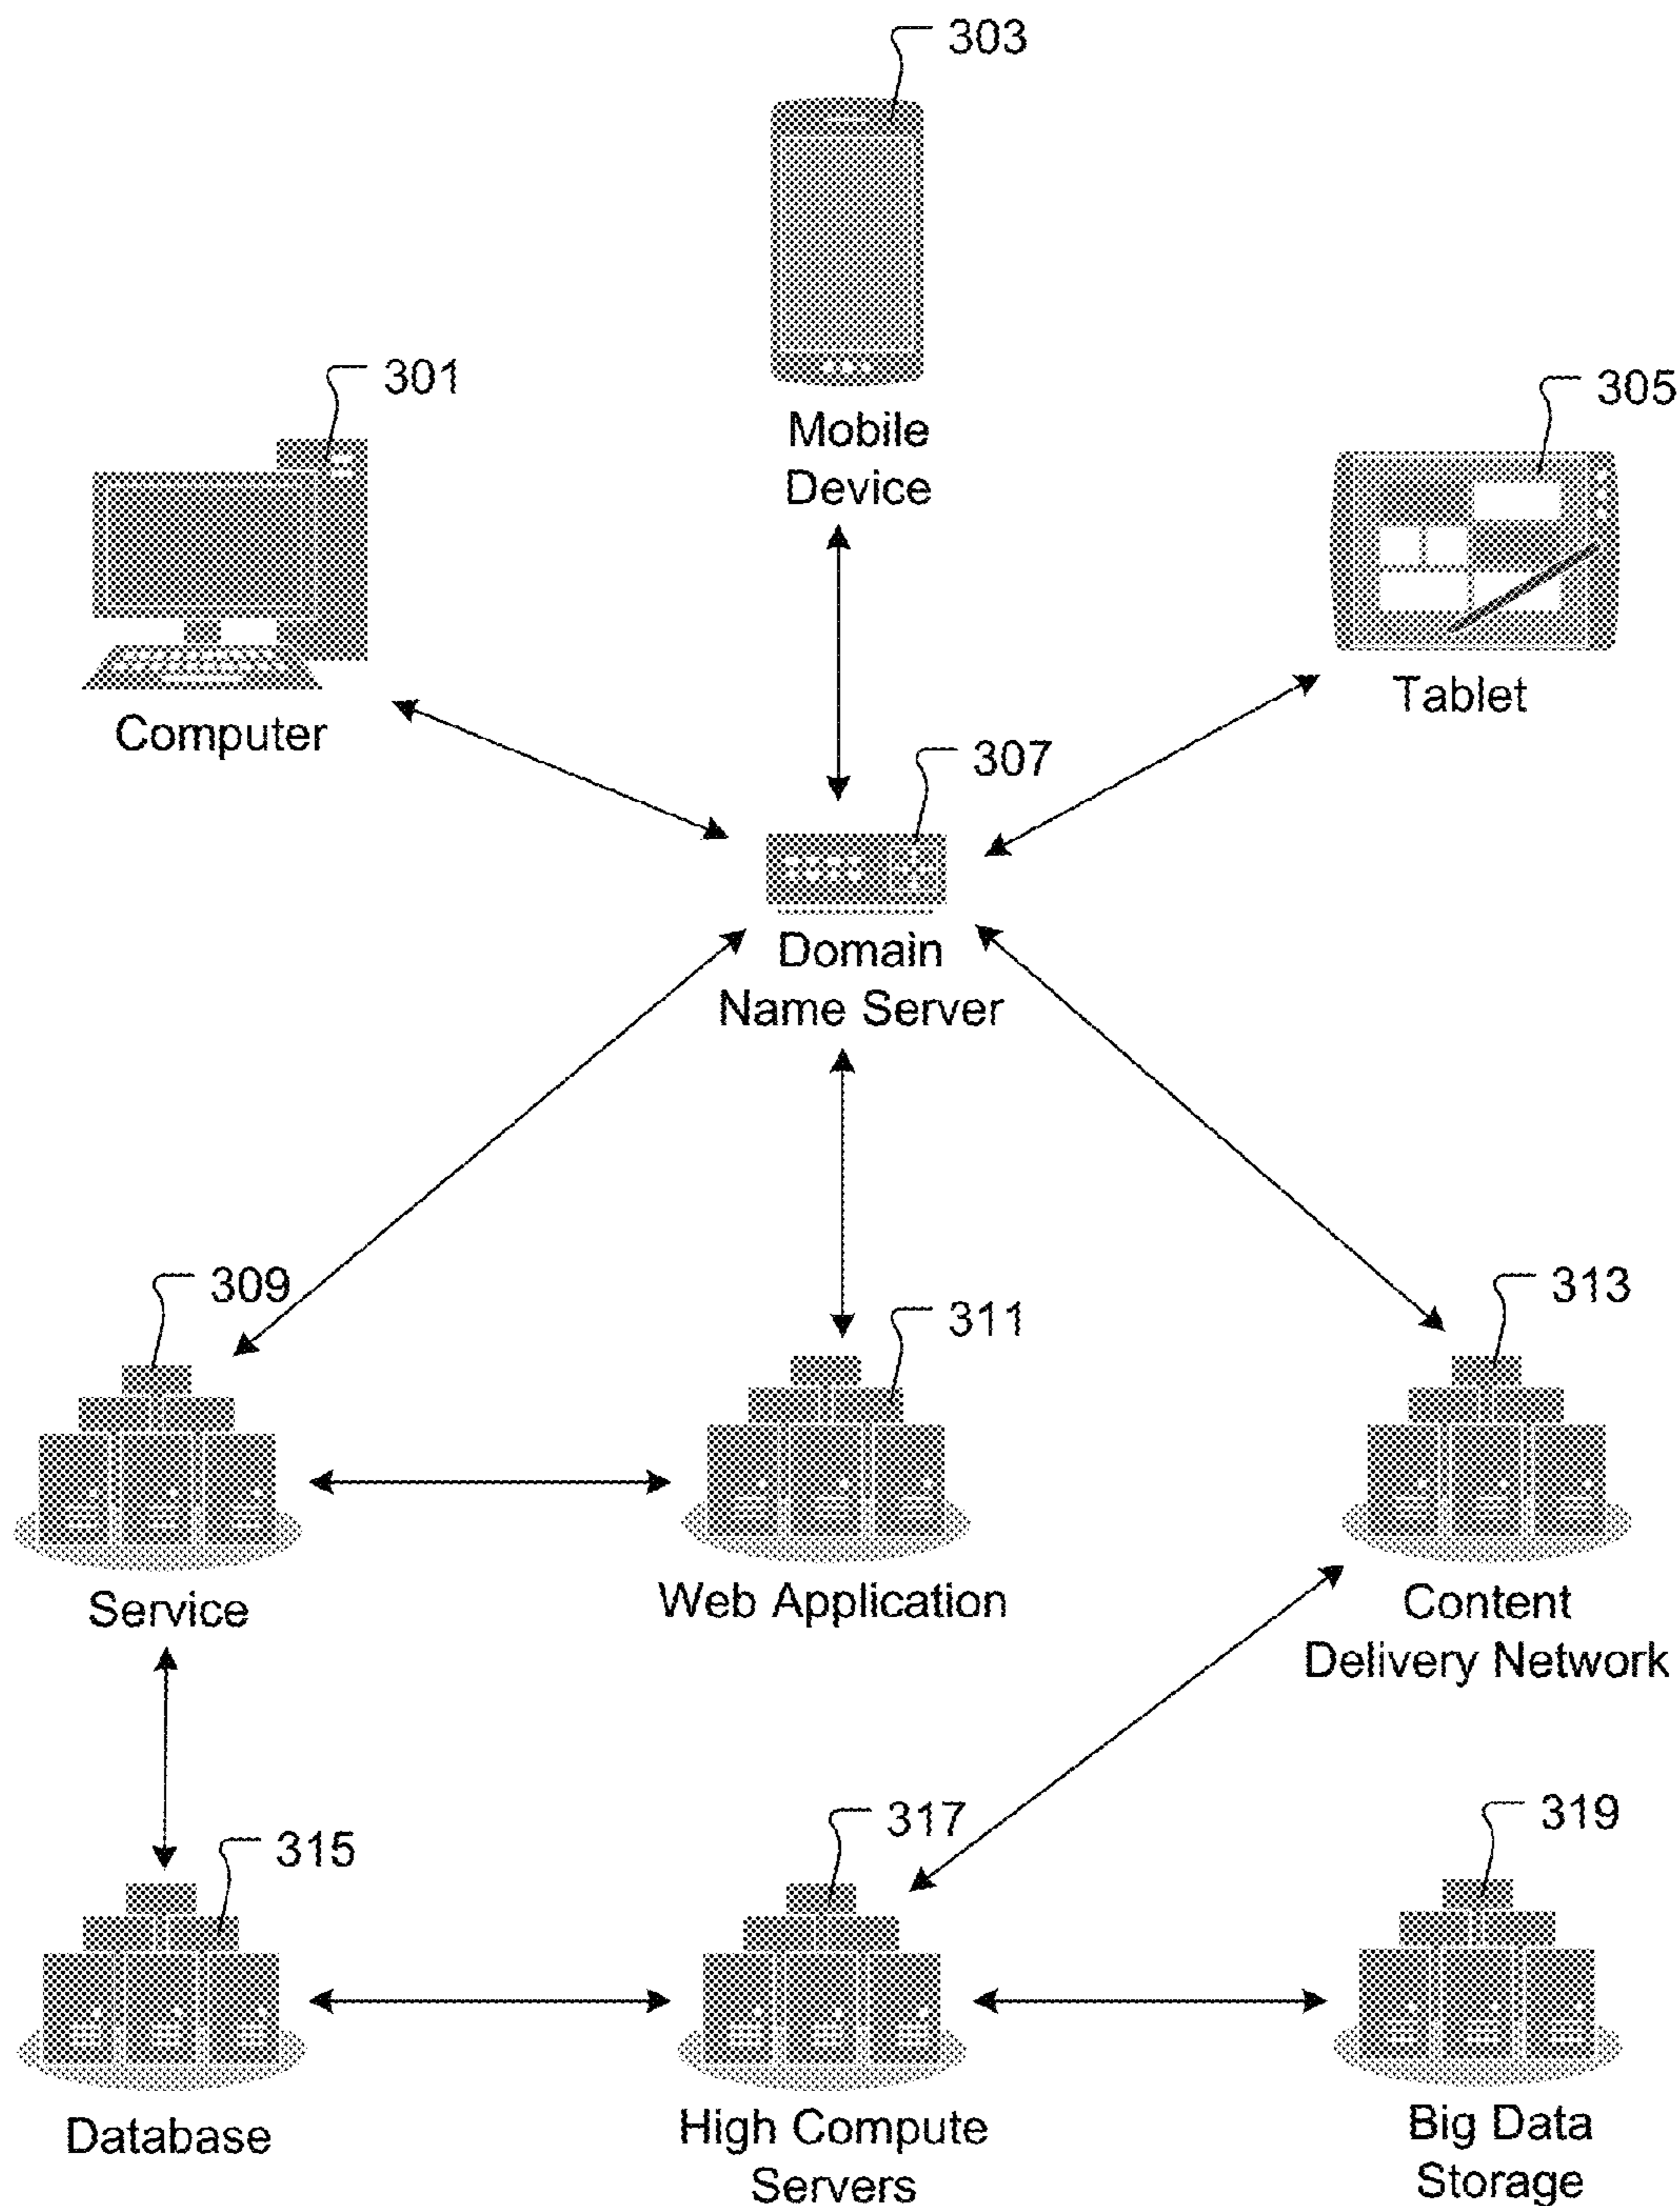 303
Mobile
Device
301
Computer
305
Tablet
307
Domain
Name Server
309
Service
311
Web Application
313
Content
Delivery Network
315
Database
317
High Compute
Servers
319
Big Data
Storage